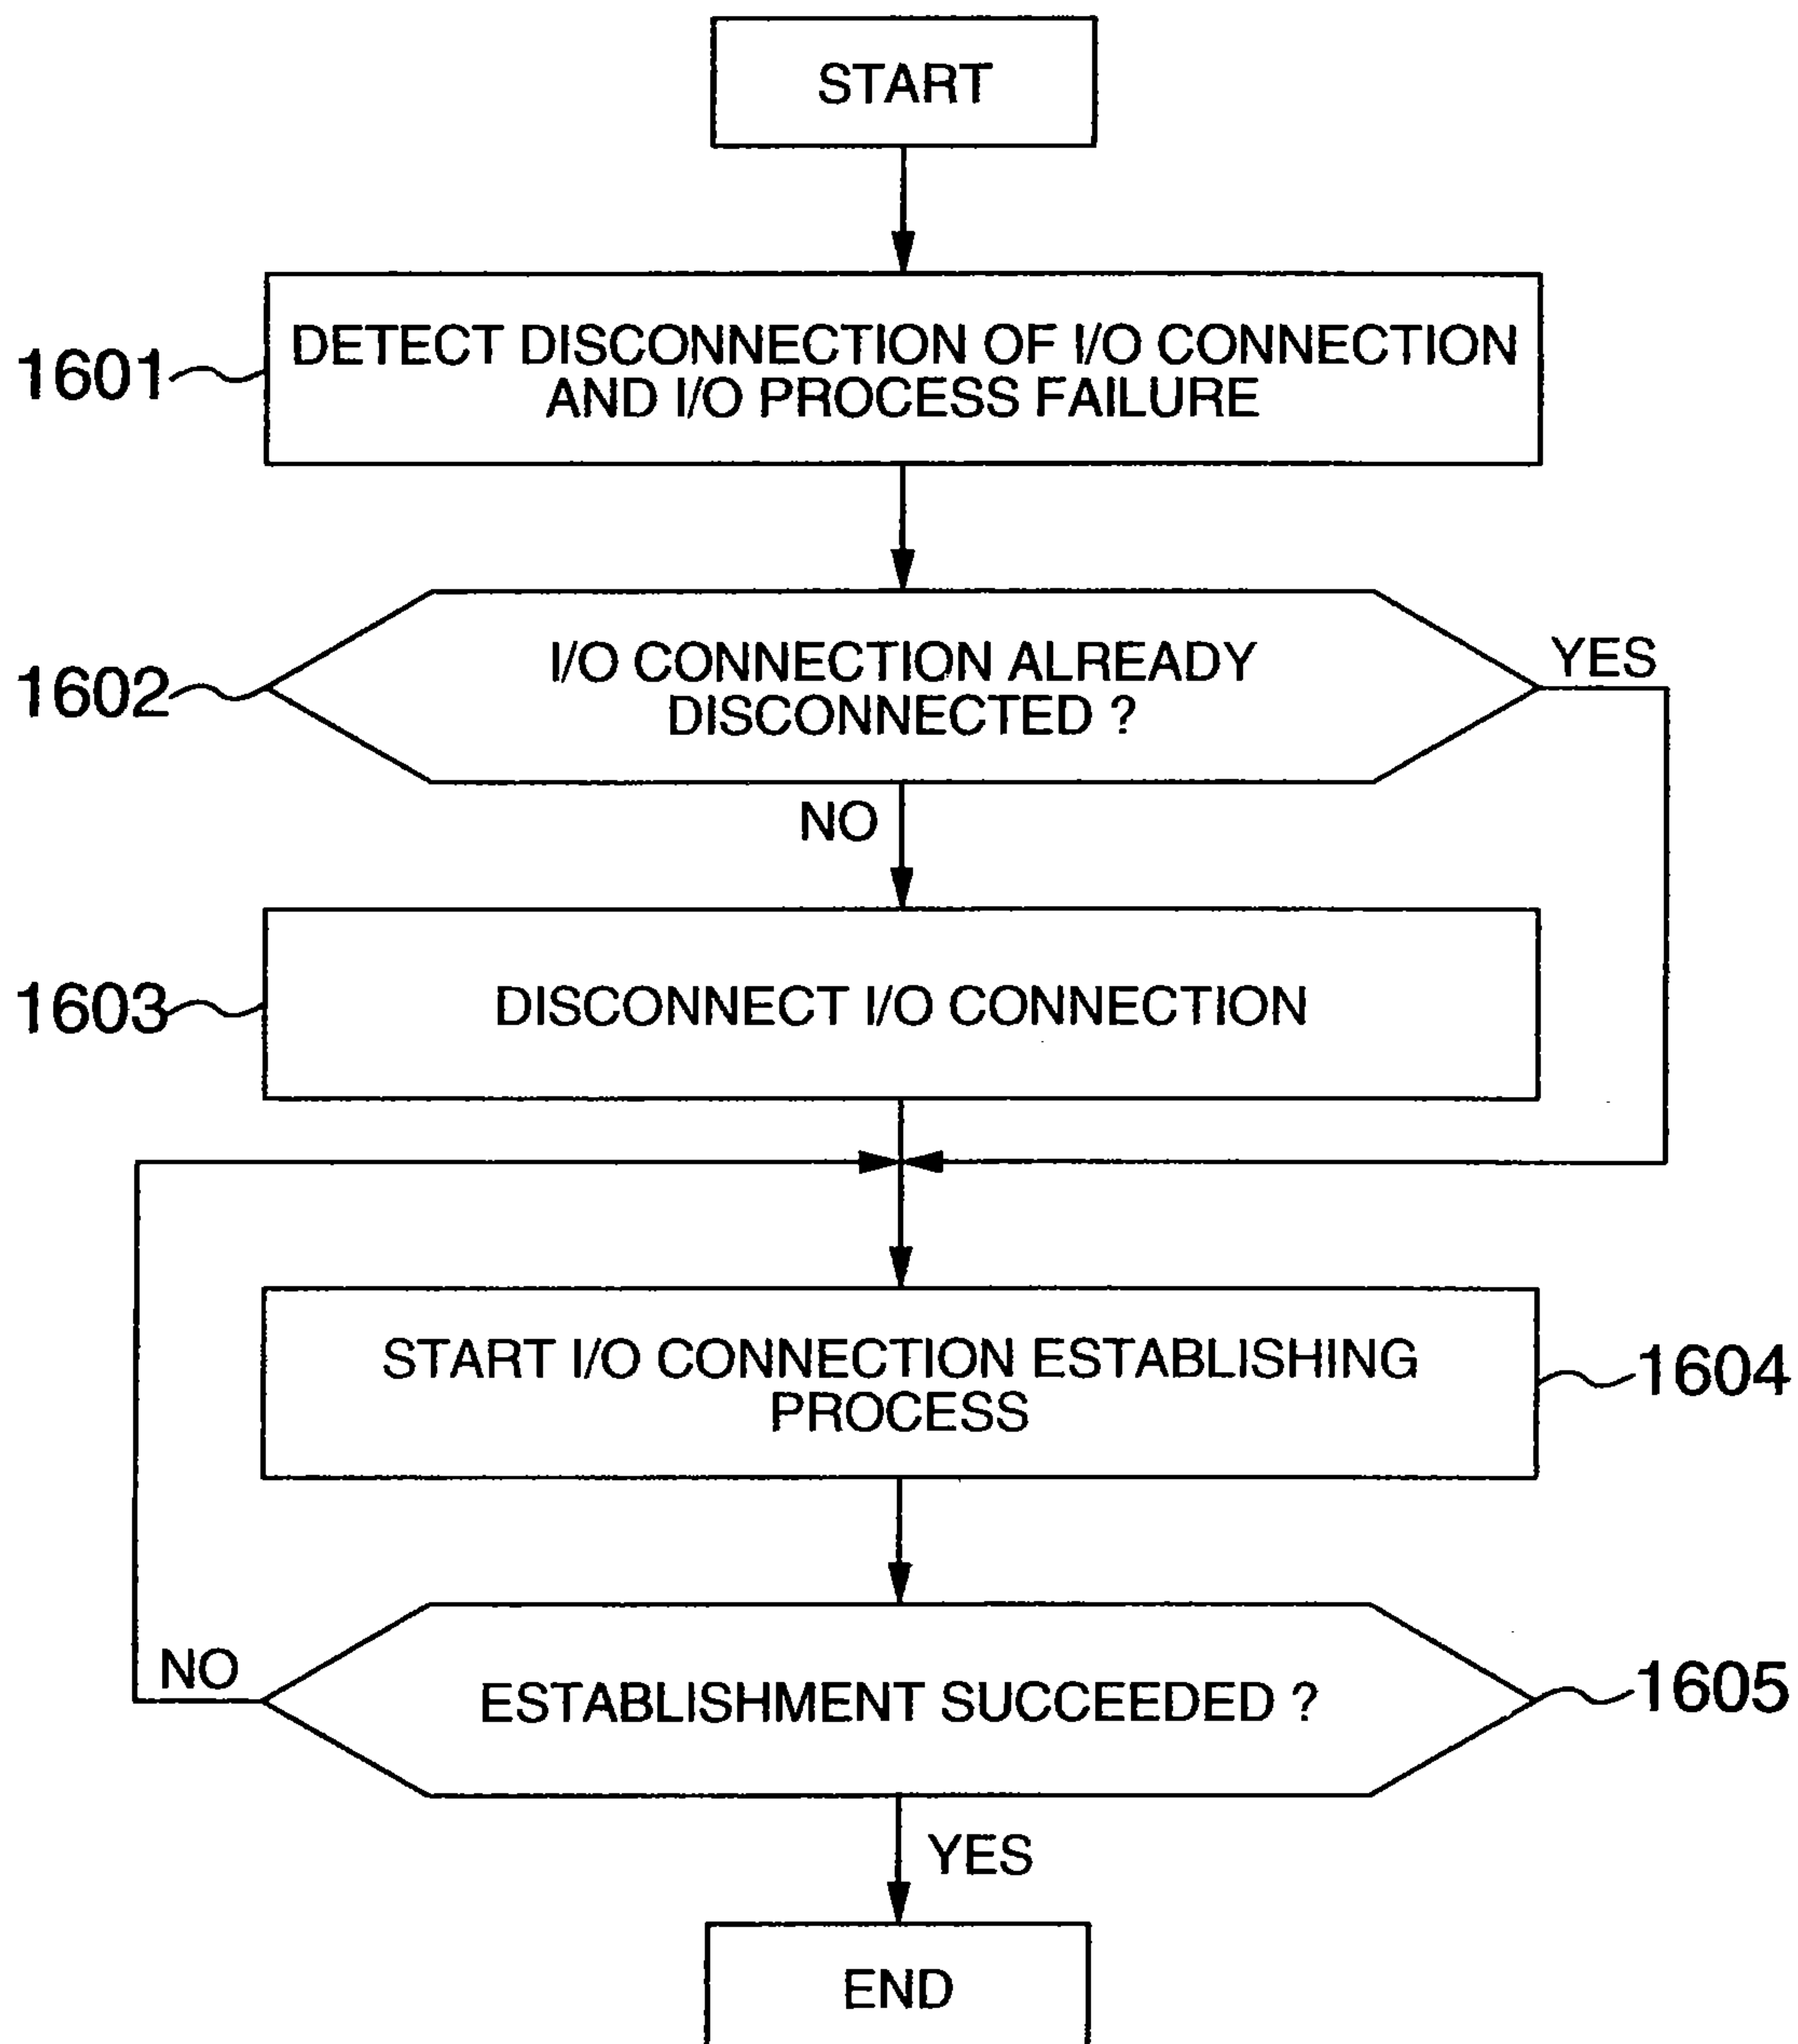 START
1601
DETECT DISCONNECTION OF I/O CONNECTION
AND I/O PROCESS FAILURE
1602
I/O CONNECTION ALREADY
DISCONNECTED ?
YES
NO
1603
DISCONNECT I/O CONNECTION
START I/O CONNECTION ESTABLISHING
PROCESS
1604
NO
ESTABLISHMENT SUCCEEDED ?
1605
YES
END